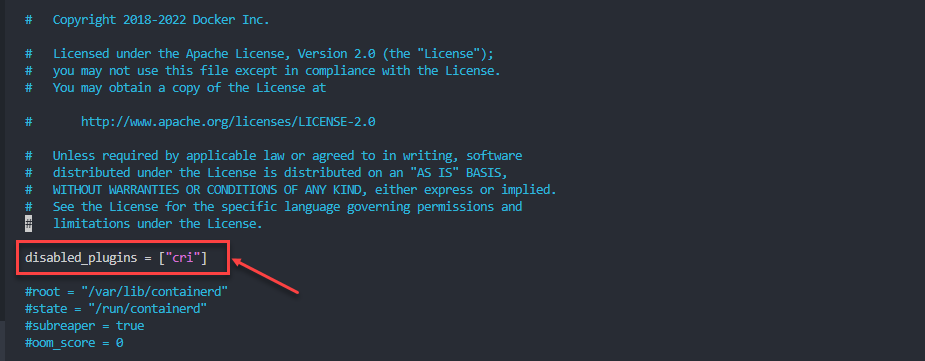 #   Copyright 2018-2022 Docker Inc.
#   Licensed under the Apache License, Version 2.0 (the "License");
#   you may not use this file except in compliance with the License.
#   You may obtain a copy of the License at
#       http://www.apache.org/licenses/LICENSE-2.0
#   Unless required by applicable law or agreed to in writing, software
#   distributed under the License is distributed on an "AS IS" BASIS,
#   WITHOUT WARRANTIES OR CONDITIONS OF ANY KIND, either express or implied.
#   See the License for the specific language governing permissions and
#   limitations under the License.
disabled_plugins = ["cri"]
#root = "/var/lib/containerd"
#state = "/run/containerd"
#subreaper = true
#oom_score = 0